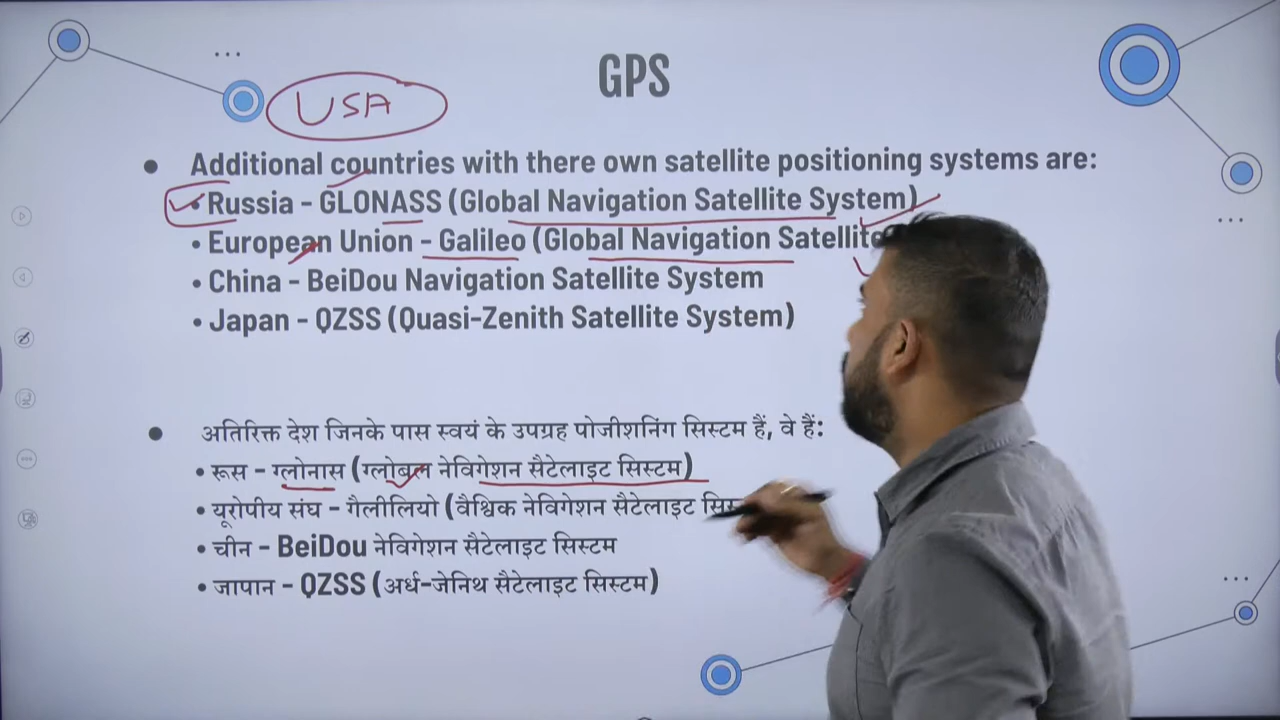 GPS
USA
• Additional countries with there own satellite positioning systems are:
• Russia - GLONASS (Global Navigation Satellite System)
• European Union - Galileo (Global Navigation Satellite
• China - BeiDou Navigation Satellite System
• Japan - QZSS (Quasi-Zenith Satellite System)
• अतिरिक्त देश जिनके पास स्वयं के उपग्रह पोजीशनिंग सिस्टम हैं, वे हैं:
• रूस - ग्लोनास (ग्लोबल नेविगेशन सैटेलाइट सिस्टम)
• यूरोपीय संघ - गैलीलियो (वैश्विक नेविगेशन सैटेलाइट
• चीन - BeiDou नेविगेशन सैटेलाइट सिस्टम
• जापान - QZSS (अर्ध-जेनिथ सैटेलाइट सिस्टम)